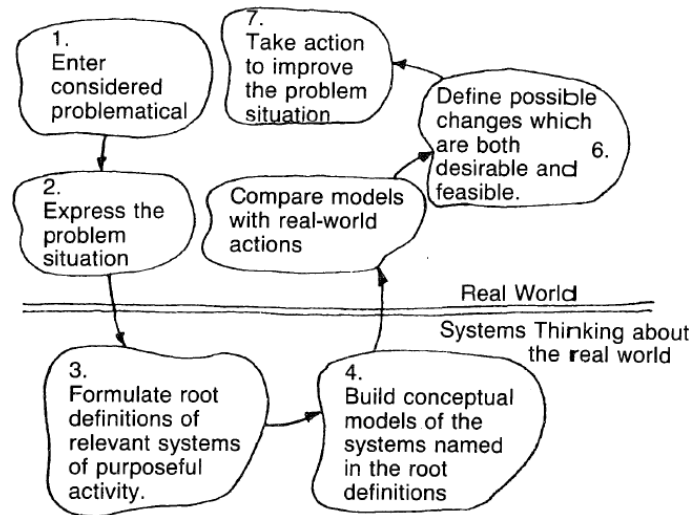 1.
Enter
considered
problematical
2.
Express the
problem
situation
3.
Formulate root
definitions of
relevant systems
of purposeful
activity.
4.
Build conceptual
models of the
systems named
in the root
definitions
Compare models
with real-world
actions
Define possible
changes which
are both
6.
desirable and
feasible.
7.
Take action
to improve
the problem
situation
Real World
Systems Thinking about
the real world